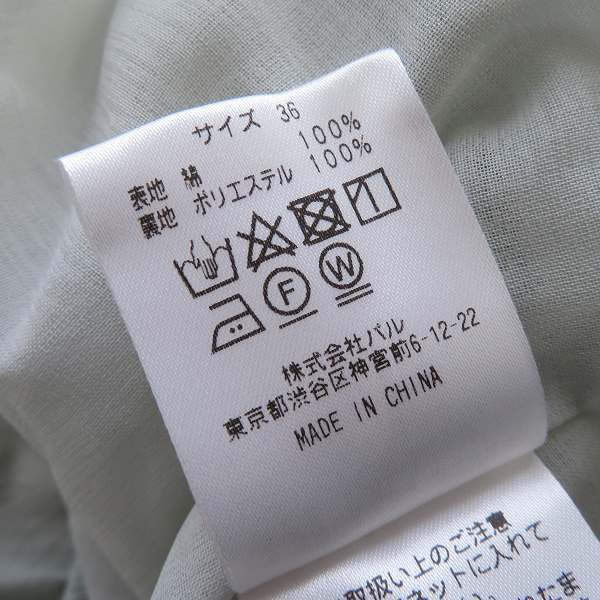 サイズ 36
表地 綿 100%
裏地 ポリエステル 100%
F W
株式会社パル
東京都渋谷区神宮前6-12-22
MADE IN CHINA
取扱い上のご注意
ネットに入れて
たま